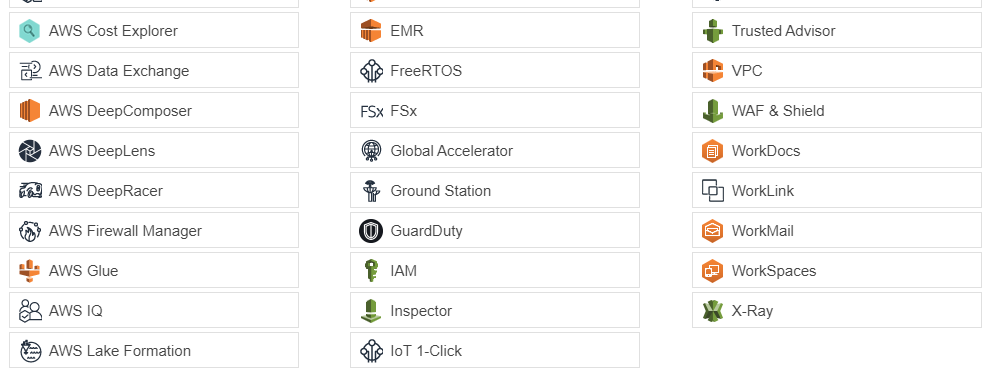 AWS Cost Explorer
AWS Data Exchange
AWS DeepComposer
AWS DeepLens
AWS DeepRacer
AWS Firewall Manager
AWS Glue
AWS IQ
AWS Lake Formation
EMR
FreeRTOS
FSx FSx
Global Accelerator
Ground Station
GuardDuty
IAM
Inspector
IoT 1-Click
Trusted Advisor
VPC
WAF & Shield
WorkDocs
WorkLink
WorkMail
WorkSpaces
X-Ray